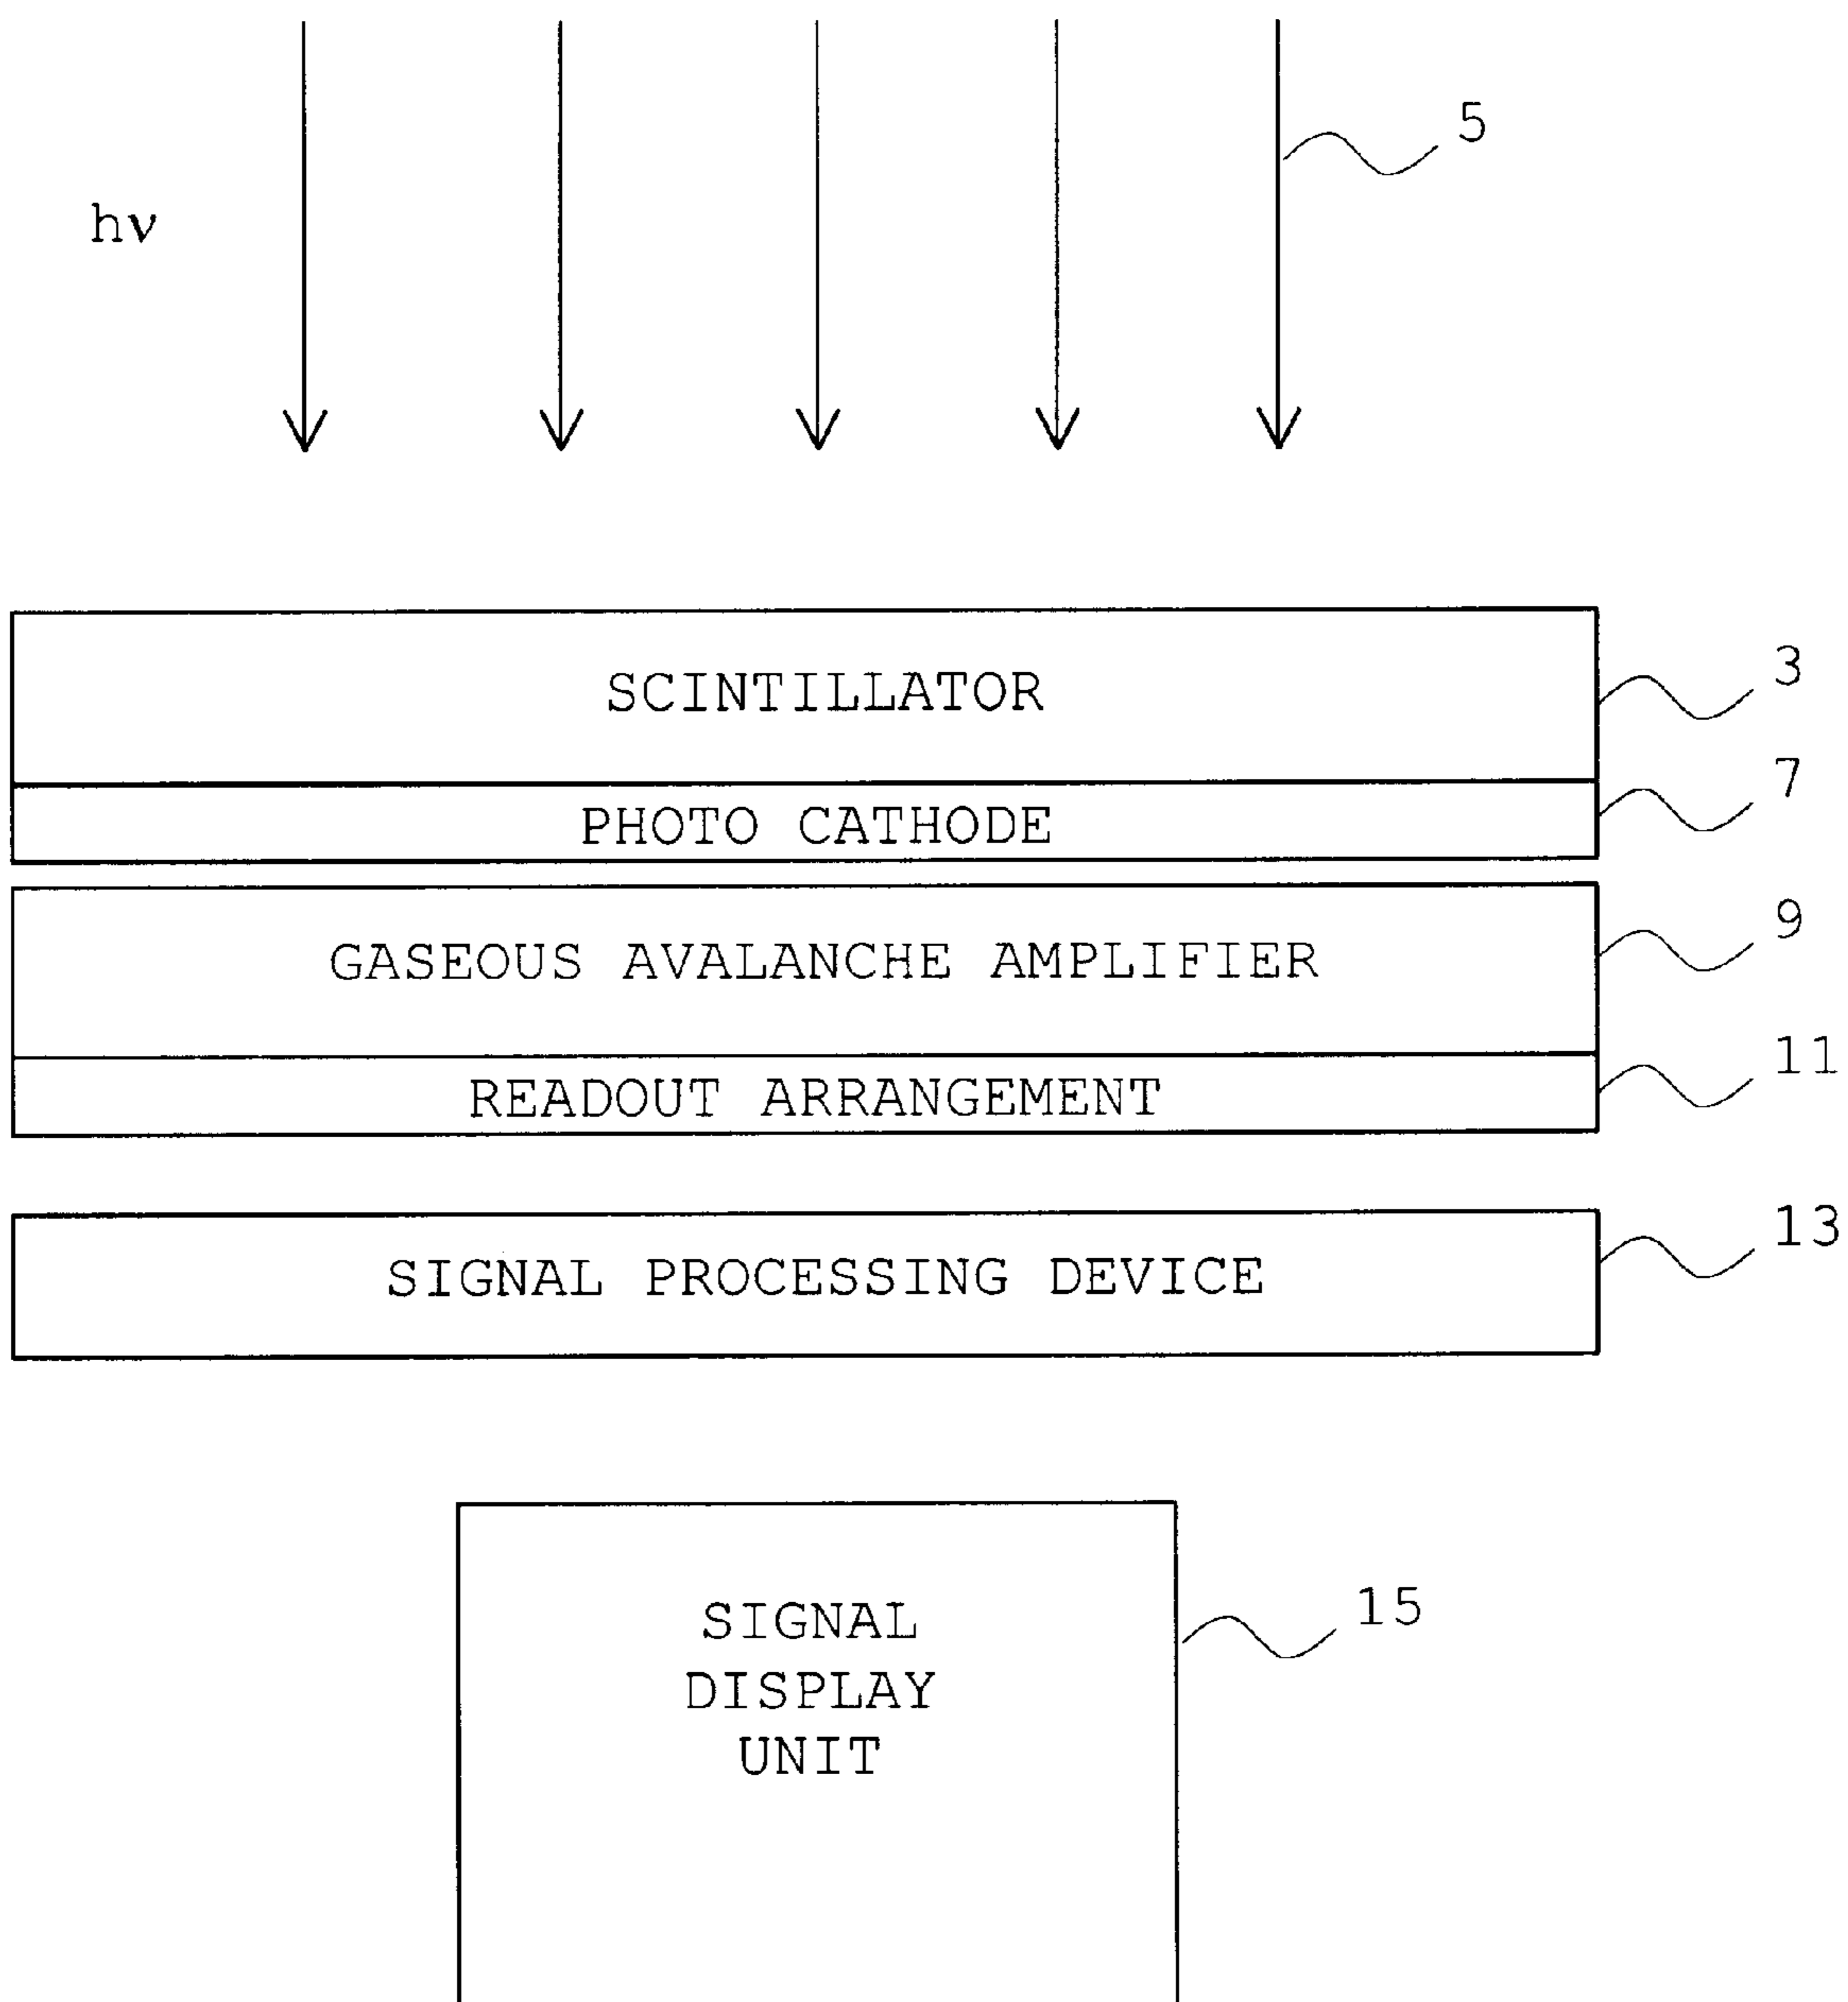 5
hν
SCINTILLATOR
3
PHOTO CATHODE
7
GASEOUS AVALANCHE AMPLIFIER
9
READOUT ARRANGEMENT
11
SIGNAL PROCESSING DEVICE
13
SIGNAL
DISPLAY
UNIT
15